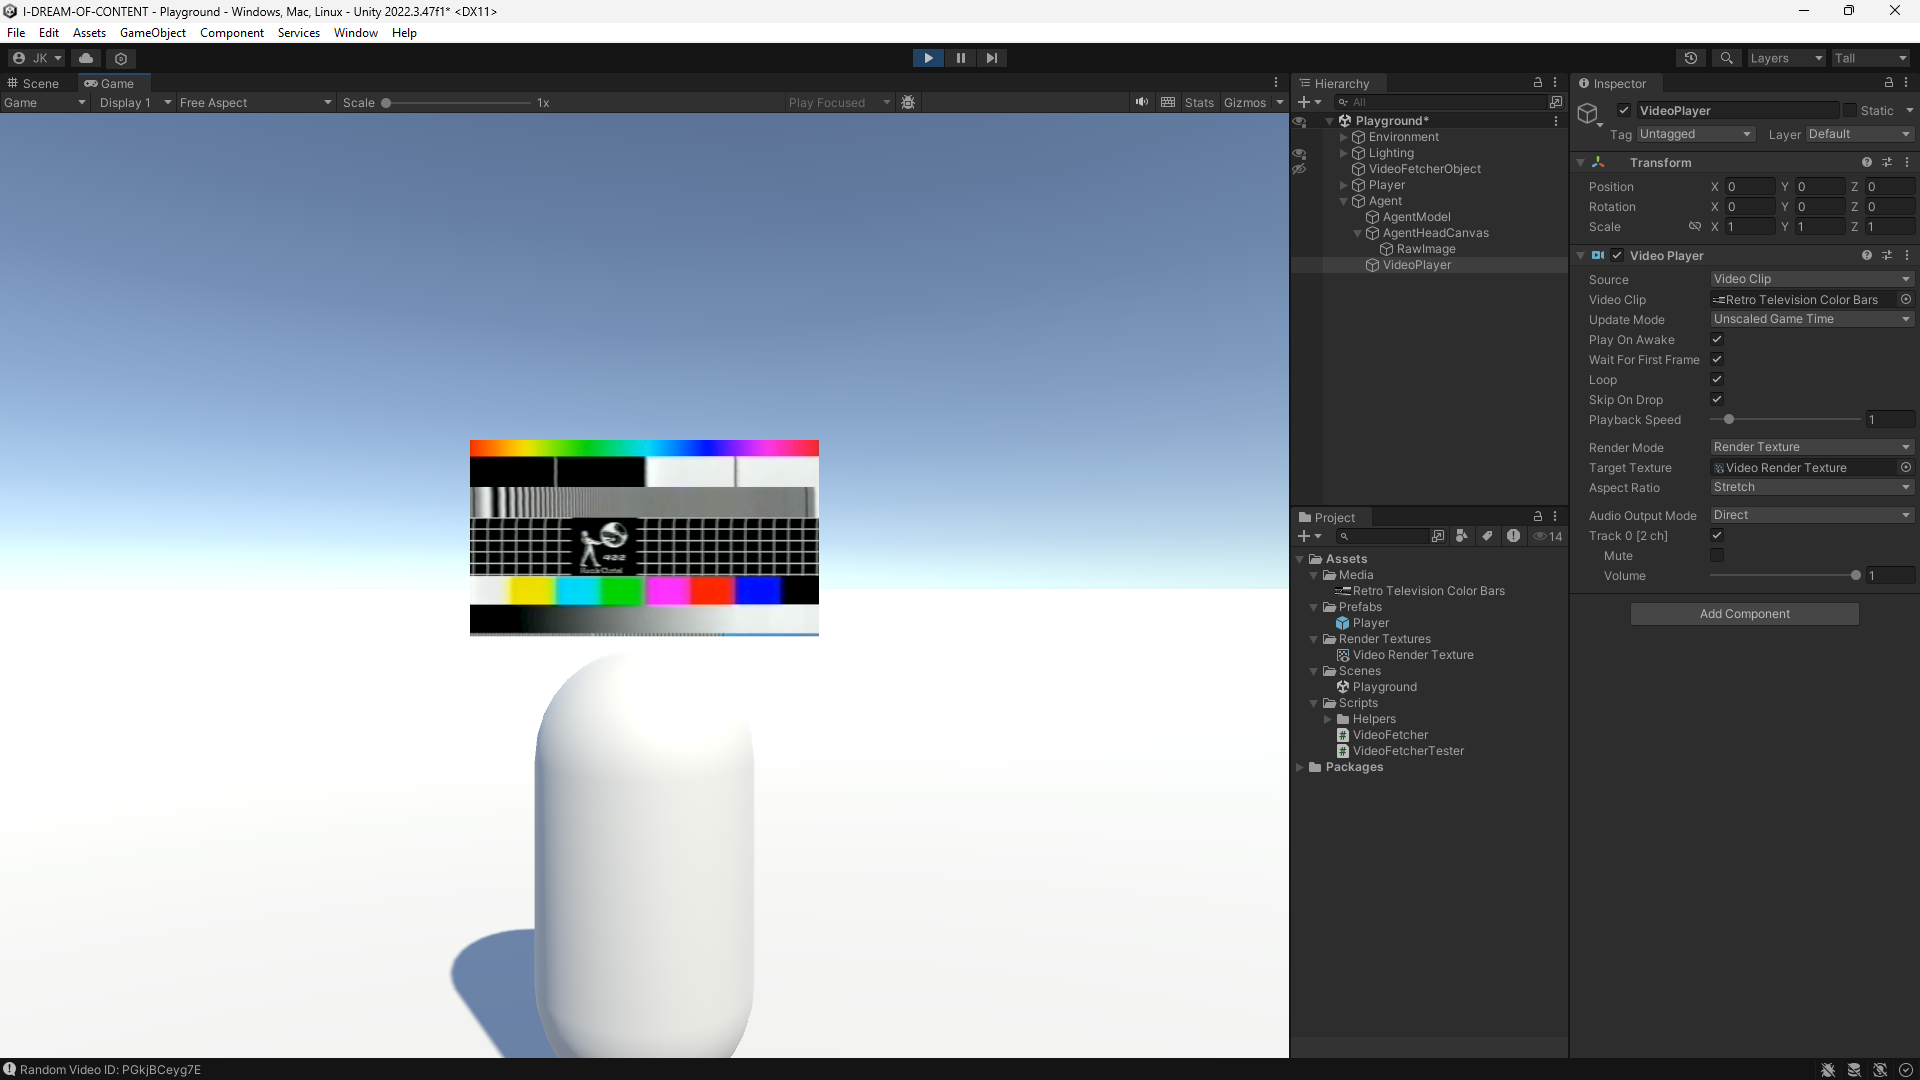 I-DREAM-OF-CONTENT - Playground - Windows, Mac, Linux - Unity 2022.3.47f1* <DX11>
File Edit Assets GameObject Component Services Window Help
JK
Layers
Tall
Scene
Game
Game
Display 1
Free Aspect
Scale
1x
Play Focused
Stats
Gizmos
422
Hierarchy
All
Playground*
Environment
Lighting
VideoFetcherObject
Player
Agent
AgentModel
AgentHeadCanvas
RawImage
VideoPlayer
Project
14
Assets
Media
Retro Television Color Bars
Prefabs
Player
Render Textures
Video Render Texture
Scenes
Playground
Scripts
Helpers
VideoFetcher
VideoFetcherTester
Packages
Inspector
VideoPlayer
Static
Tag Untagged
Layer Default
Transform
Position X 0 Y 0 Z 0
Rotation X 0 Y 0 Z 0
Scale X 1 Y 1 Z 1
Video Player
Source Video Clip
Video Clip Retro Television Color Bars
Update Mode Unscaled Game Time
Play On Awake
Wait For First Frame
Loop
Skip On Drop
Playback Speed 1
Render Mode Render Texture
Target Texture Video Render Texture
Aspect Ratio Stretch
Audio Output Mode Direct
Track 0 [2 ch]
Mute
Volume 1
Add Component
Random Video ID: PGkjBCeyg7E